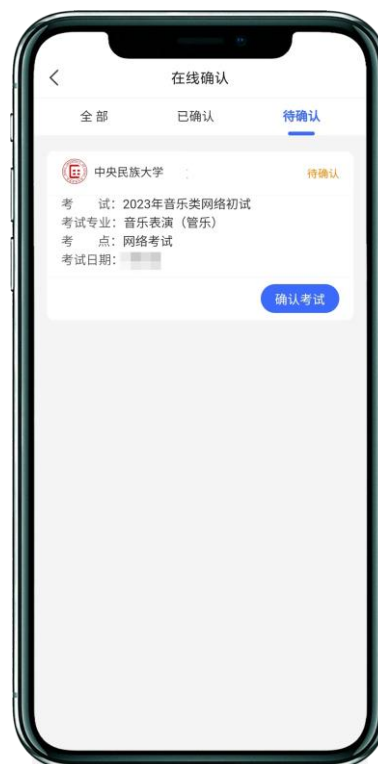 在线确认
全部 已确认 待确认
中央民族大学 待确认
考 试：2023年音乐类网络初试
考试专业：音乐表演（管乐）
考 点：网络考试
考试日期：
确认考试